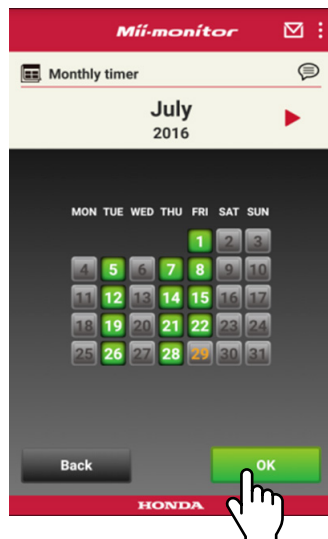 Mii-monitor
Monthly timer
July
2016
MON TUE WED THU FRI SAT SUN
1 2 3
4 5 6 7 8 9 10
11 12 13 14 15 16 17
18 19 20 21 22 23 24
25 26 27 28 29 30 31
Back OK
HONDA